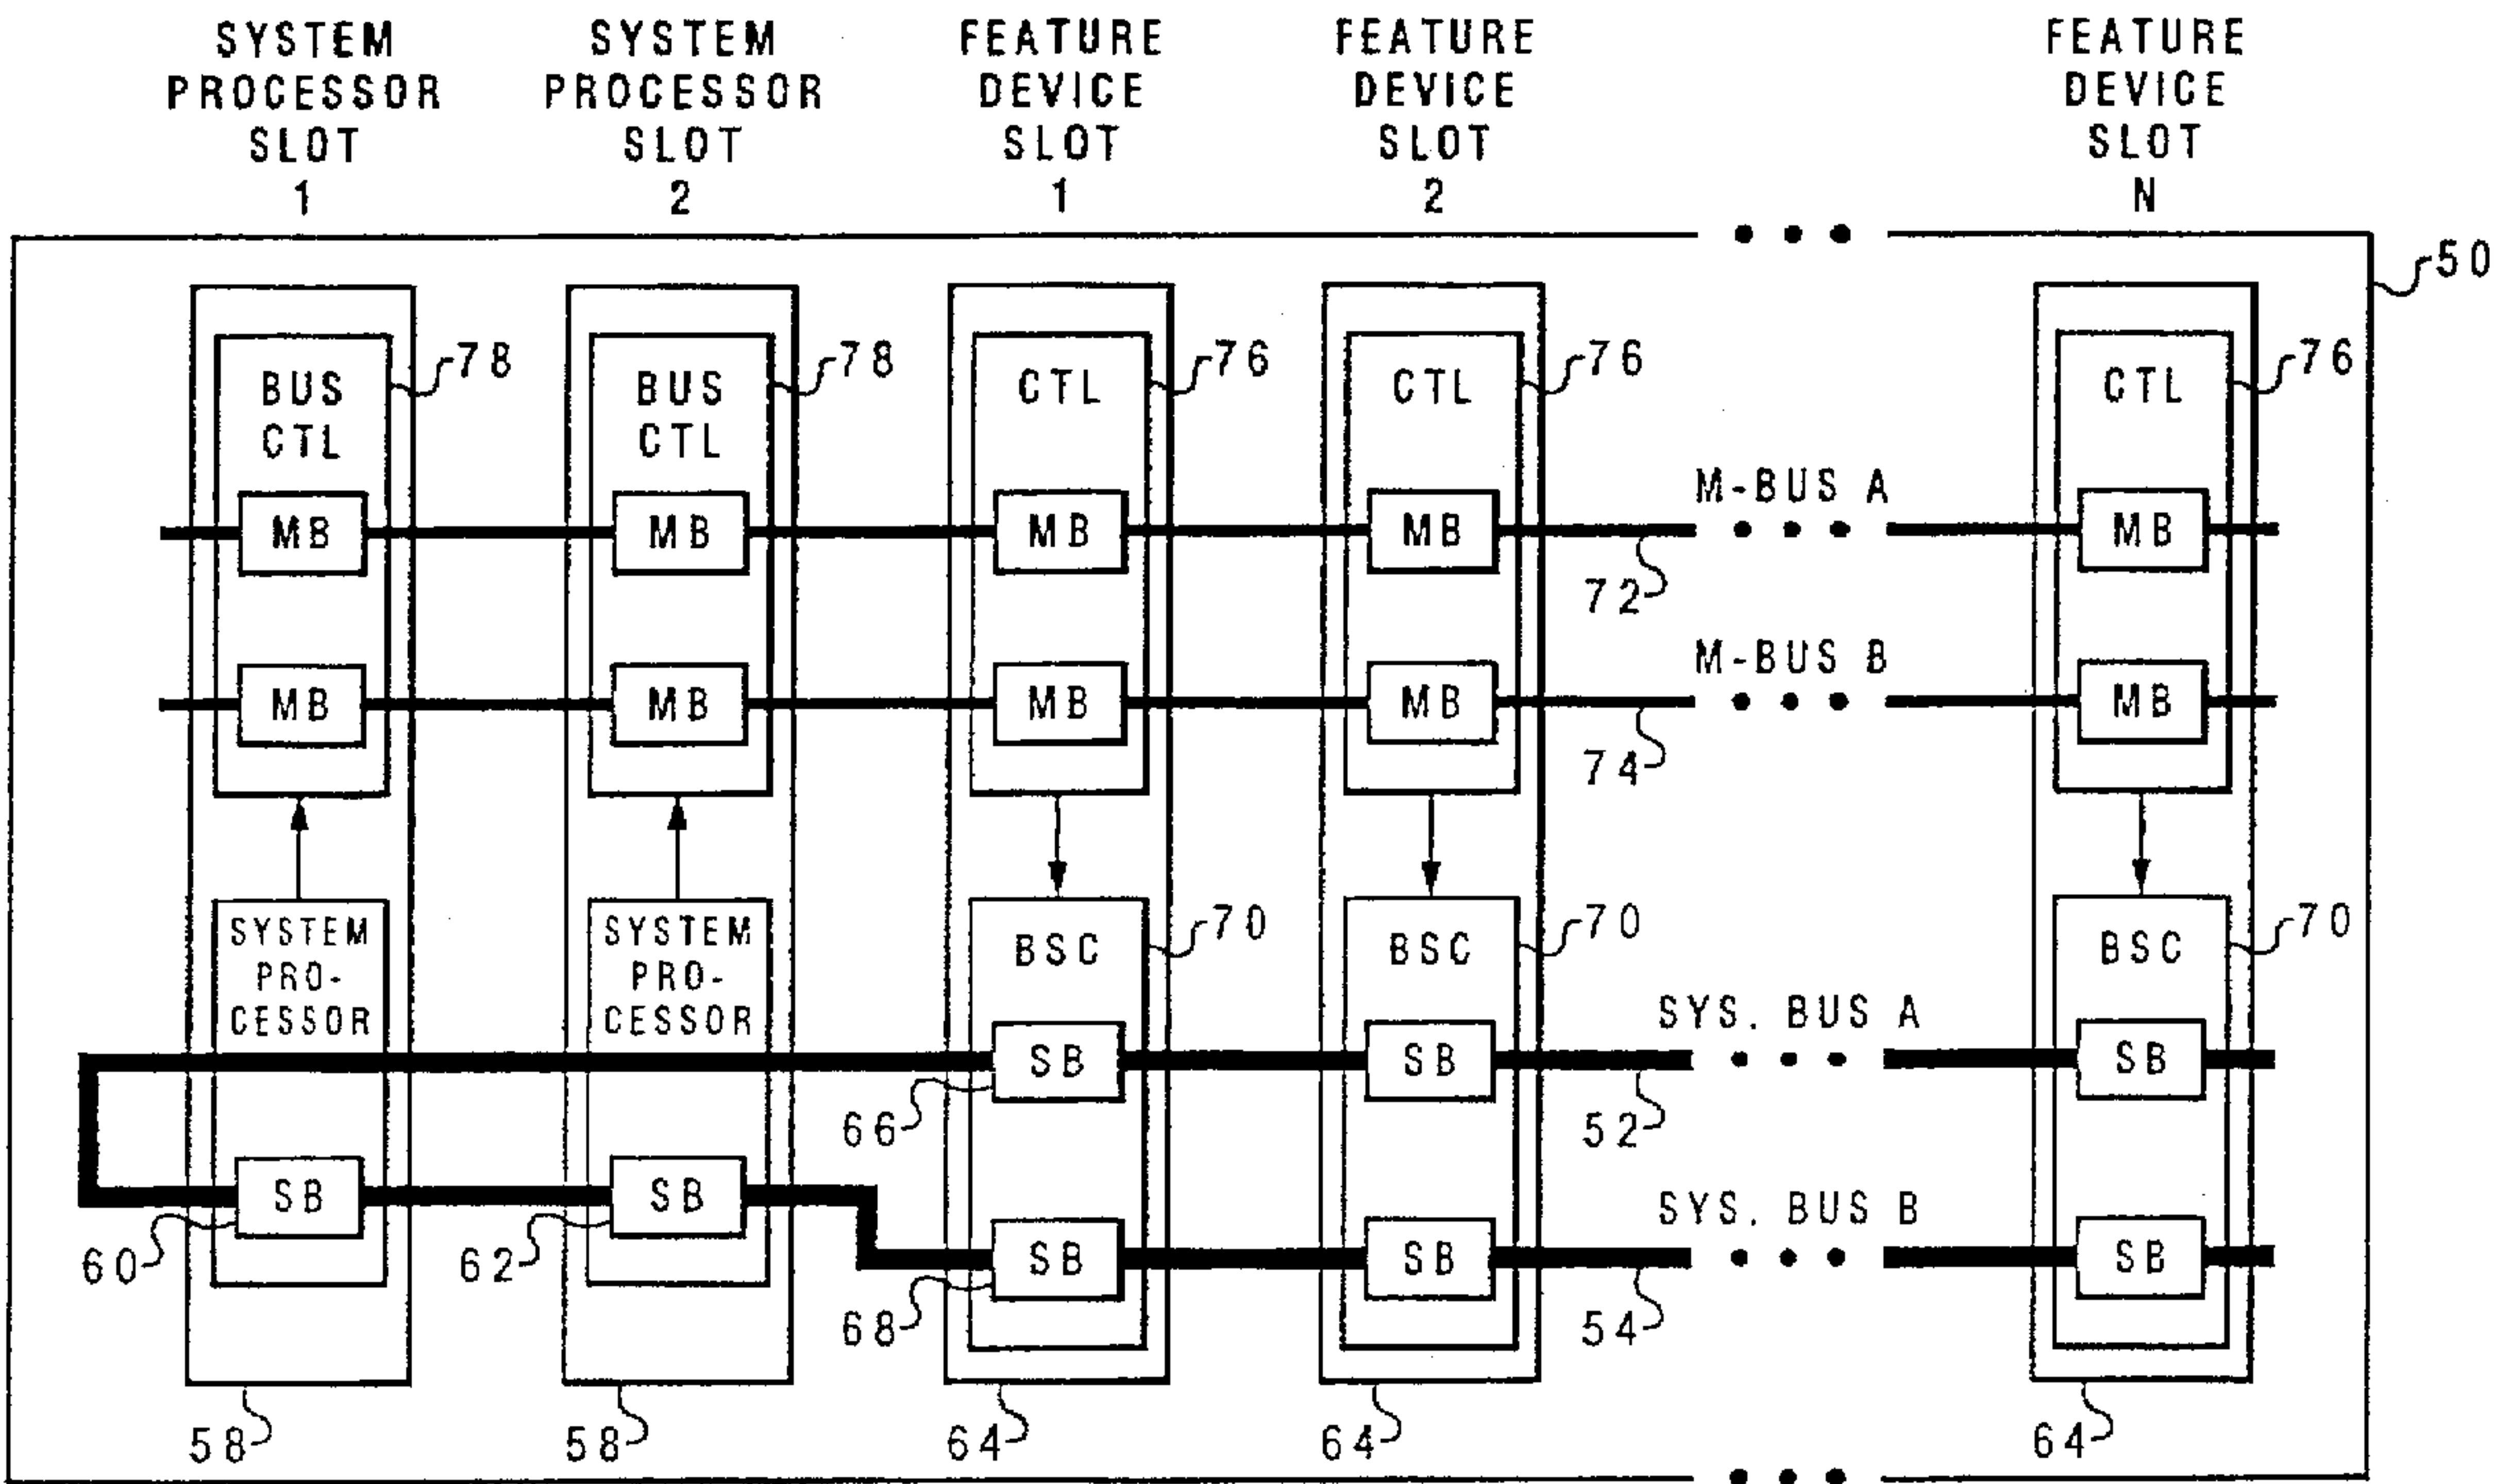 SYSTEM
PROCESSOR
SLOT
1
SYSTEM
PROCESSOR
SLOT
2
FEATURE
DEVICE
SLOT
1
FEATURE
DEVICE
SLOT
2
FEATURE
DEVICE
SLOT
N
50
BUS
CTL
78
BUS
CTL
78
CTL
76
CTL
76
CTL
76
M-BUS A
MB
MB
MB
MB
MB
72
M-BUS B
MB
MB
MB
MB
MB
74
SYSTEM
PRO-
CESSOR
SYSTEM
PRO-
CESSOR
BSC
70
BSC
70
BSC
70
SYS. BUS A
SB
SB
SB
66
52
SB
SB
SYS. BUS B
60
62
SB
SB
SB
68
54
58
58
64
64
64